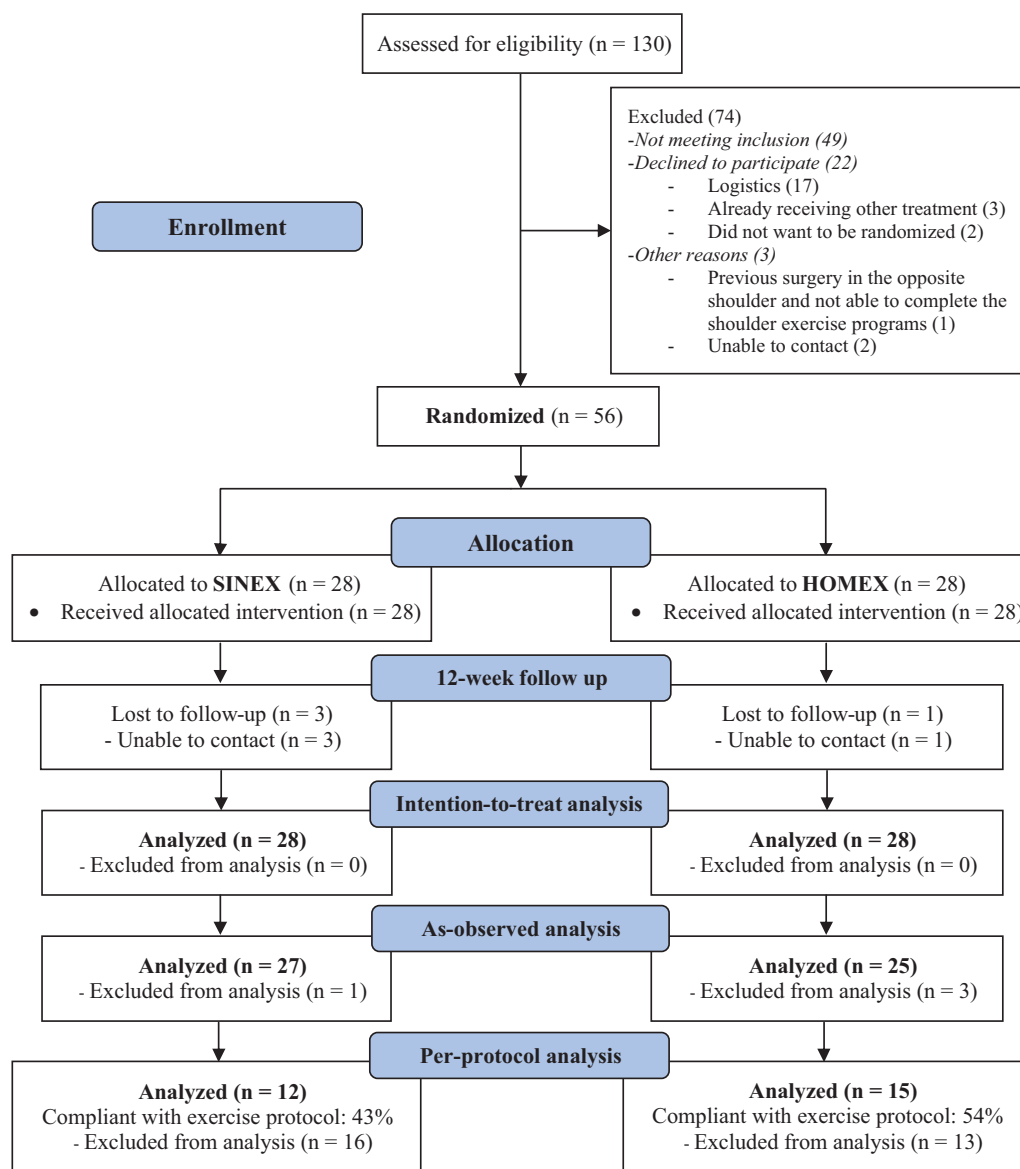 Assessed for eligibility (n = 130)
Excluded (74)
-Not meeting inclusion (49)
-Declined to participate (22)
- Logistics (17)
- Already receiving other treatment (3)
- Did not want to be randomized (2)
-Other reasons (3)
- Previous surgery in the opposite
shoulder and not able to complete the
shoulder exercise programs (1)
- Unable to contact (2)
Enrollment
Randomized (n = 56)
Allocation
Allocated to SINEX (n = 28)
• Received allocated intervention (n = 28)
Allocated to HOMEX (n = 28)
• Received allocated intervention (n = 28)
12-week follow up
Lost to follow-up (n = 3)
- Unable to contact (n = 3)
Lost to follow-up (n = 1)
- Unable to contact (n = 1)
Intention-to-treat analysis
Analyzed (n = 28)
- Excluded from analysis (n = 0)
Analyzed (n = 28)
- Excluded from analysis (n = 0)
As-observed analysis
Analyzed (n = 27)
- Excluded from analysis (n = 1)
Analyzed (n = 25)
- Excluded from analysis (n = 3)
Per-protocol analysis
Analyzed (n = 12)
Compliant with exercise protocol: 43%
- Excluded from analysis (n = 16)
Analyzed (n = 15)
Compliant with exercise protocol: 54%
- Excluded from analysis (n = 13)